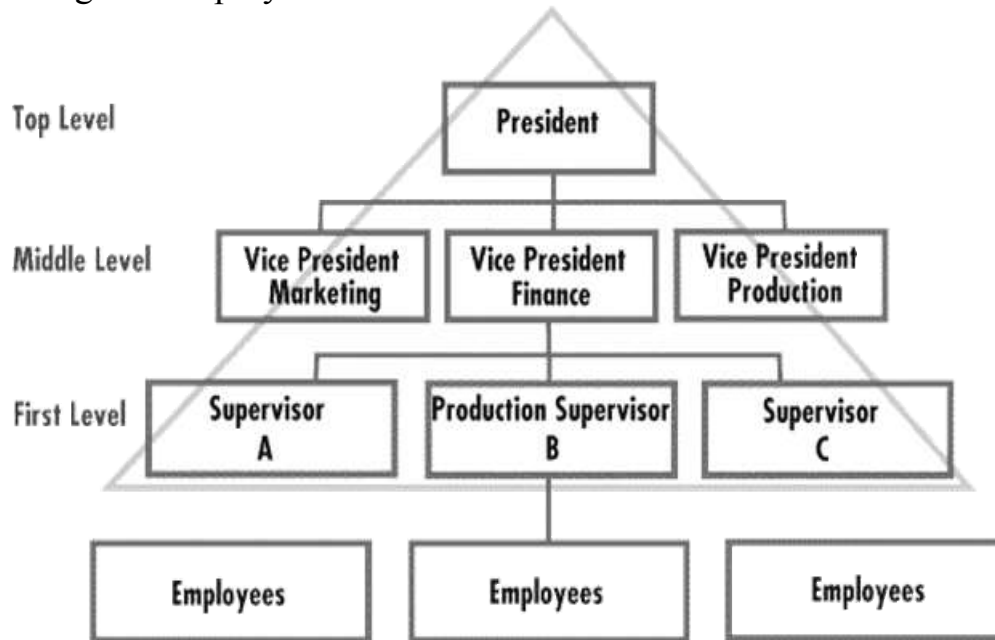 Top Level
President
Middle Level
Vice President
Marketing
Vice President
Finance
Vice President
Production
First Level
Supervisor
A
Production Supervisor
B
Supervisor
C
Employees
Employees
Employees